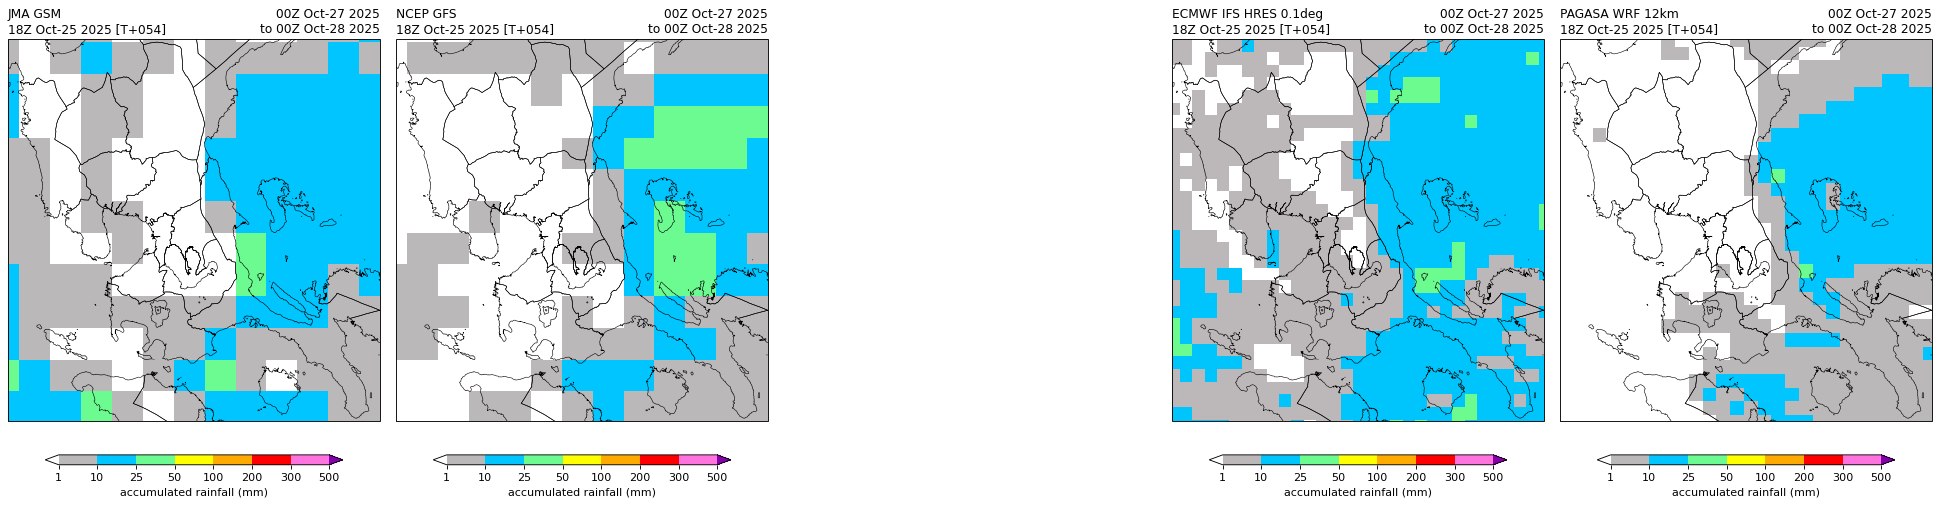 JMA GSM 00Z Oct-27 2025
18Z Oct-25 2025 [T+054] to 00Z Oct-28 2025
1 10 25 50 100 200 300 500
accumulated rainfall (mm)
NCEP GFS 00Z Oct-27 2025
18Z Oct-25 2025 [T+054] to 00Z Oct-28 2025
1 10 25 50 100 200 300 500
accumulated rainfall (mm)
ECMWF IFS HRES 0.1deg 00Z Oct-27 2025
18Z Oct-25 2025 [T+054] to 00Z Oct-28 2025
1 10 25 50 100 200 300 500
accumulated rainfall (mm)
PAGASA WRF 12km 00Z Oct-27 2025
18Z Oct-25 2025 [T+054] to 00Z Oct-28 2025
1 10 25 50 100 200 300 500
accumulated rainfall (mm)